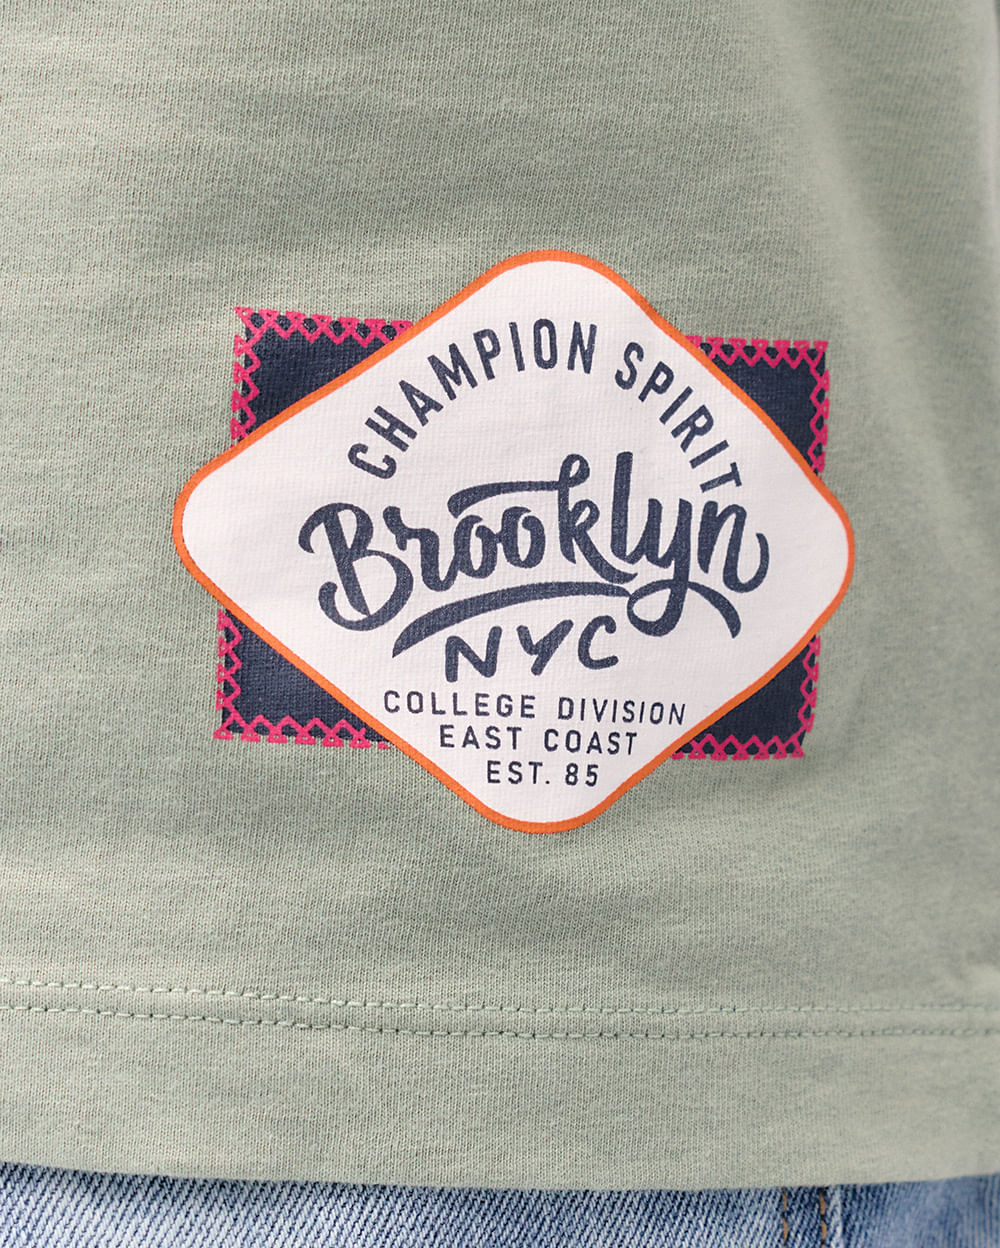 CHAMPION SPIRIT
Brooklyn
NYC
COLLEGE DIVISION
EAST COAST
EST. 85